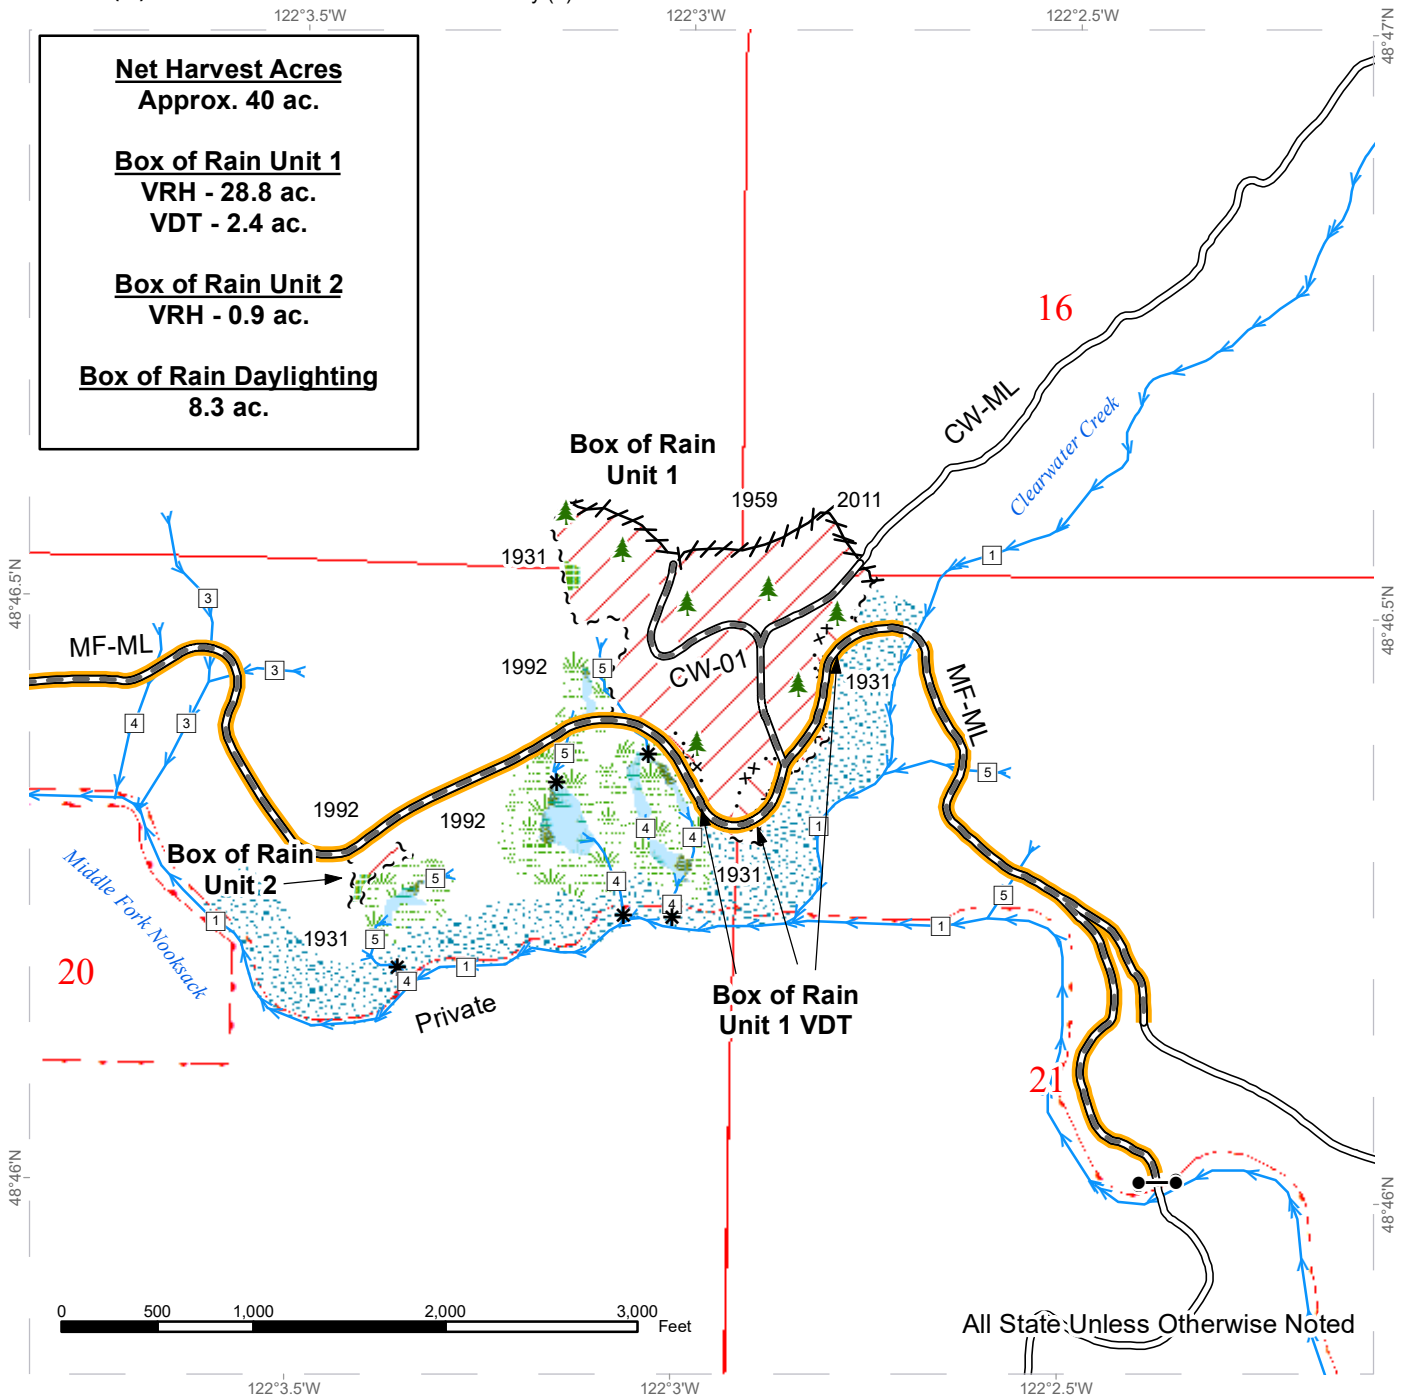 122°3.5'W
122°3'W
122°2.5'W
48°47'N
Net Harvest Acres
Approx. 40 ac.
Box of Rain Unit 1
VRH - 28.8 ac.
VDT - 2.4 ac.
Box of Rain Unit 2
VRH - 0.9 ac.
Box of Rain Daylighting
8.3 ac.
16
CW-ML
Clearwater Creek
Box of Rain
Unit 1
1959
2011
1931
1
48°46.5'N
48°46.5'N
3
MF-ML
3
1992
5
CW-01
1931
MF-ML
4
3
5
5
1992
1992
4
4
1
Box of Rain
Unit 2
Middle Fork Nooksack
5
4
1931
4
5
1
1
1931
5
1
20
4
Private
Box of Rain
Unit 1 VDT
21
48°46'N
48°46'N
0
500
1,000
2,000
3,000
Feet
All State Unless Otherwise Noted
122°3.5'W
122°3'W
122°2.5'W